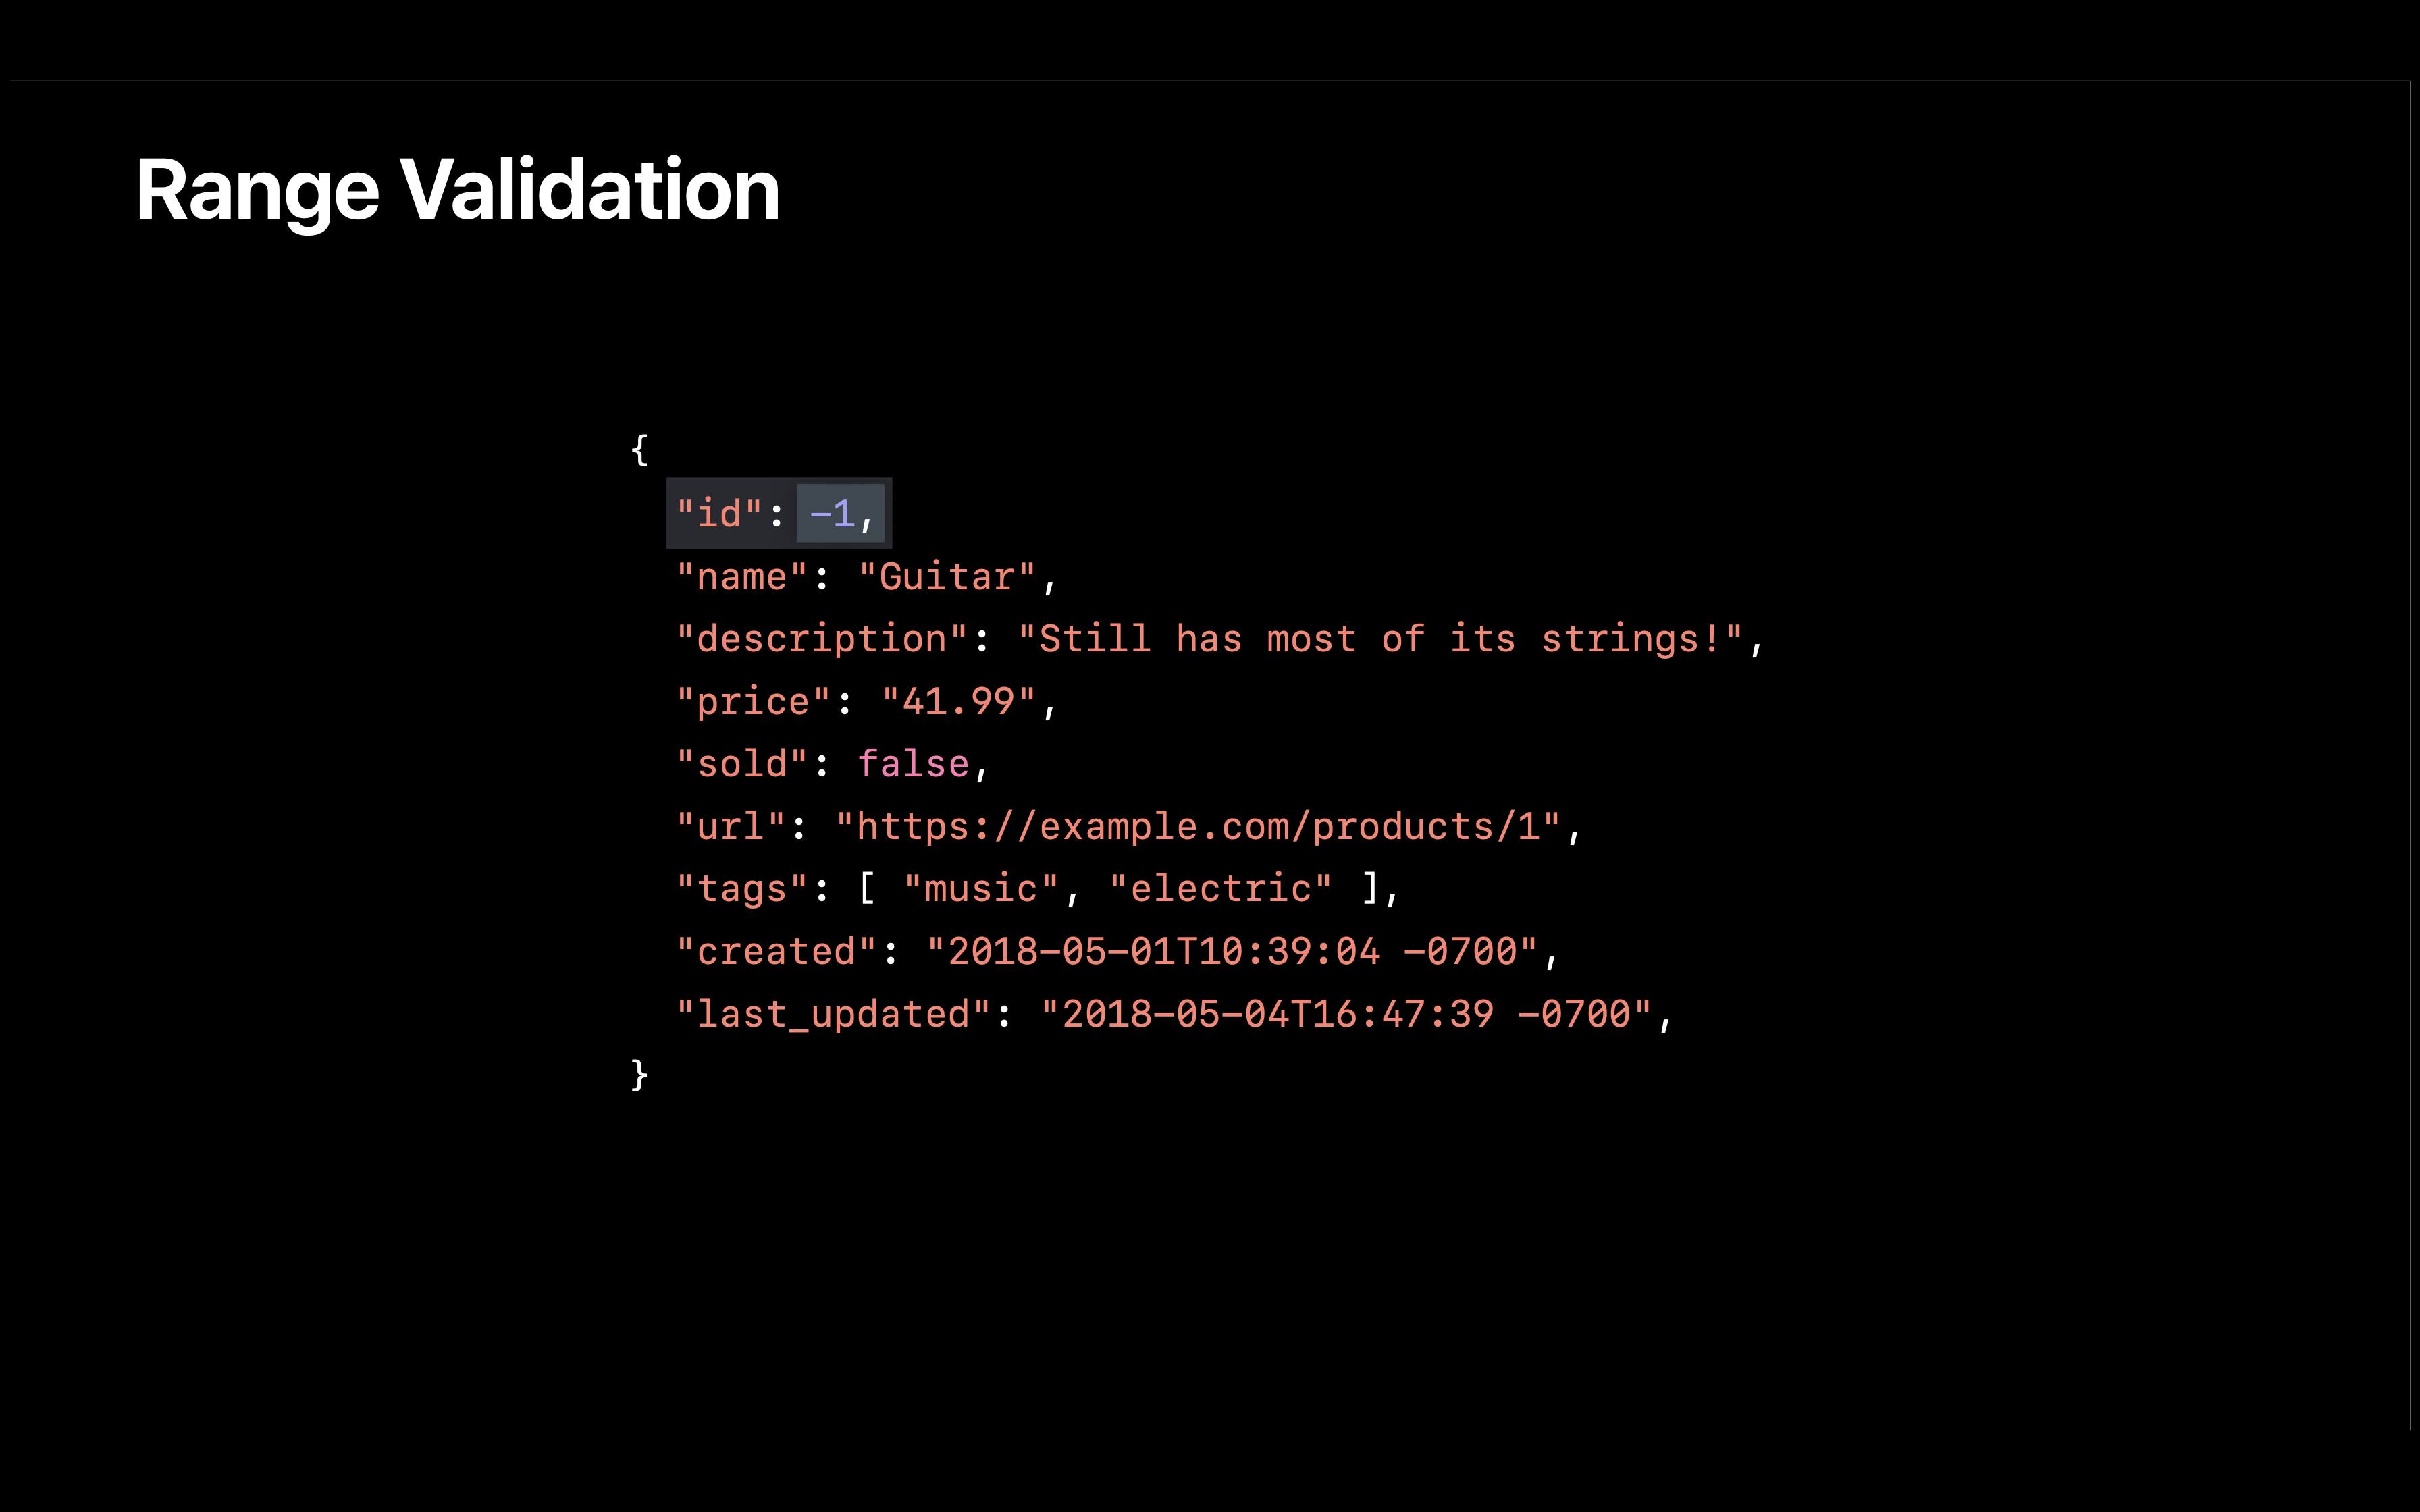 Range Validation
{
"id": -1,
"name": "Guitar",
"description": "Still has most of its strings!",
"price": "41.99",
"sold": false,
"url": "https://example.com/products/1",
"tags": [ "music", "electric" ],
"created": "2018-05-01T10:39:04 -0700",
"last_updated": "2018-05-04T16:47:39 -0700",
}